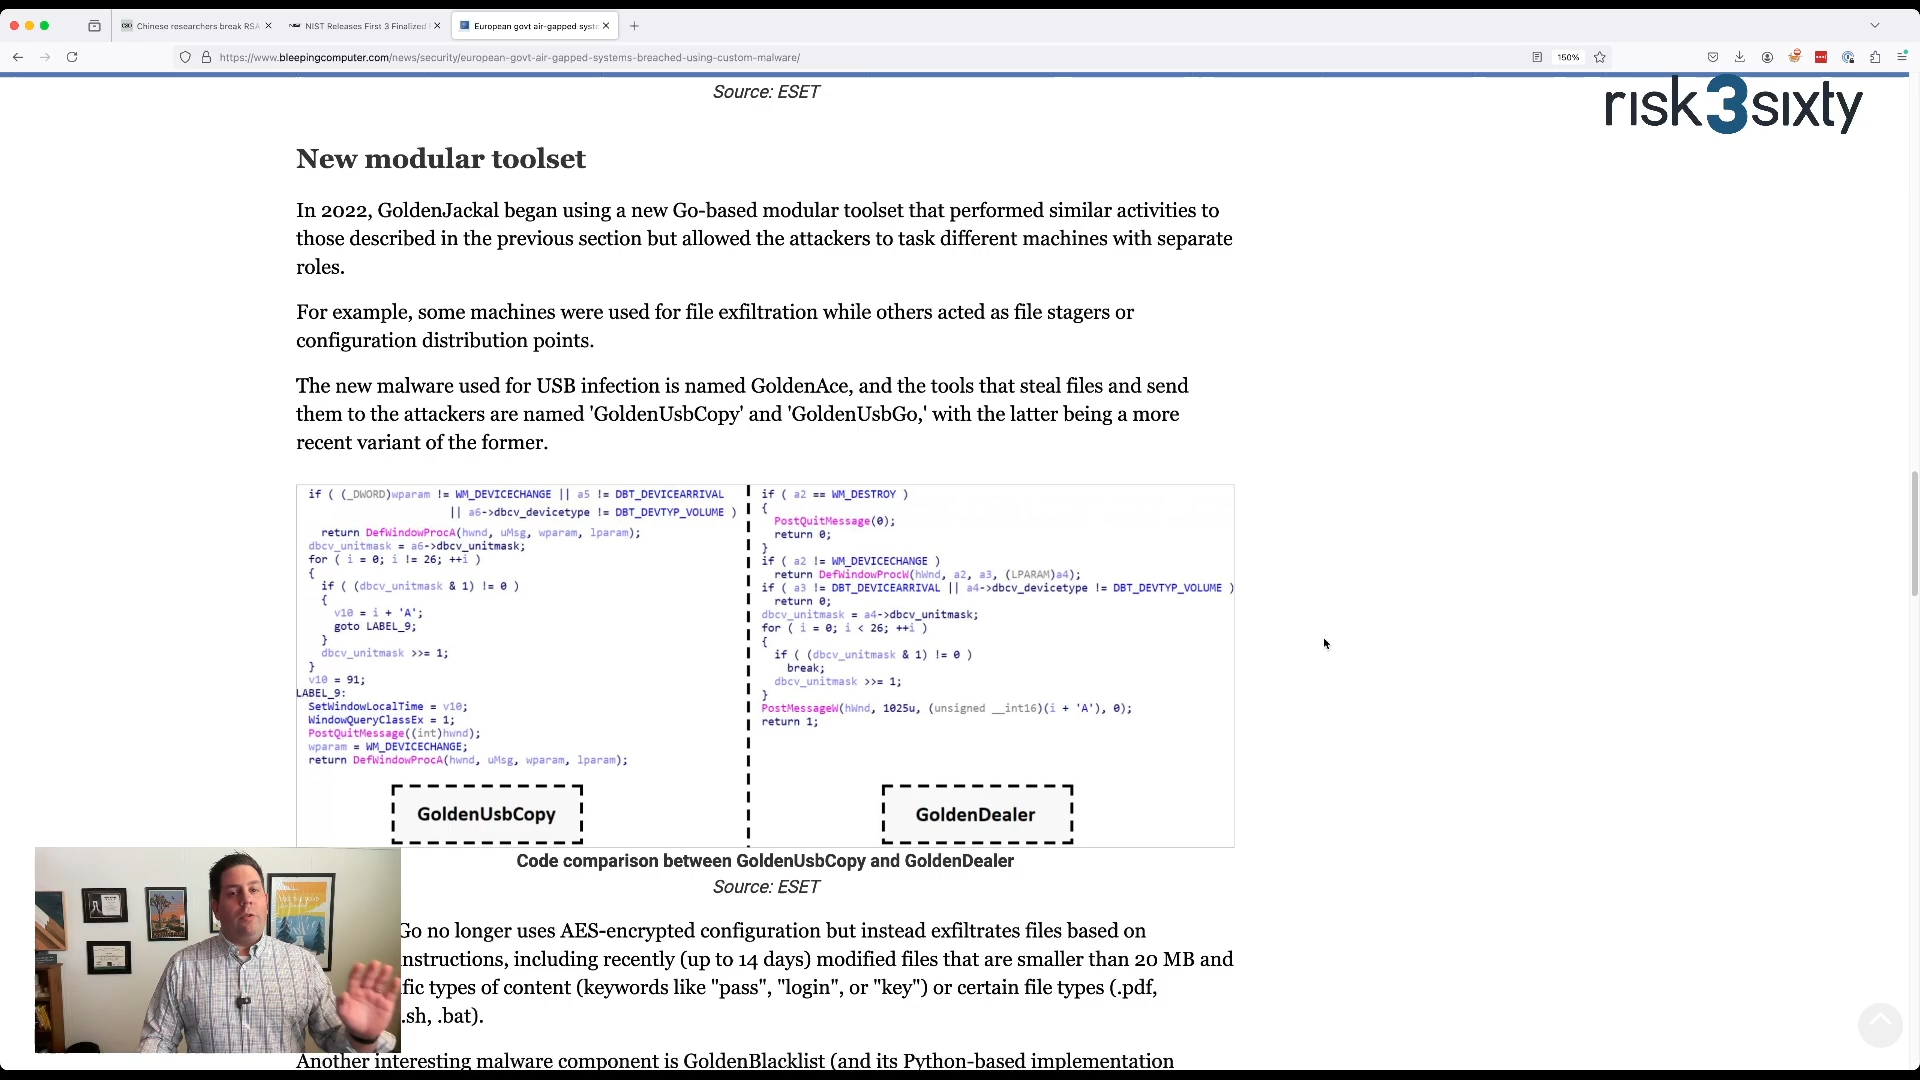 Chinese researchers break RSA
NIST Releases First 3 Finalized
European govt air-gapped syste
https://www.bleepingcomputer.com/news/security/european-govt-air-gapped-systems-breached-using-custom-malware/
150%
risk3sixty
Source: ESET
New modular toolset
In 2022, GoldenJackal began using a new Go-based modular toolset that performed similar activities to
those described in the previous section but allowed the attackers to task different machines with separate
roles.
For example, some machines were used for file exfiltration while others acted as file stagers or
configuration distribution points.
The new malware used for USB infection is named GoldenAce, and the tools that steal files and send
them to the attackers are named 'GoldenUsbCopy' and 'GoldenUsbGo,' with the latter being a more
recent variant of the former.
if ( (_DWORD)wparam != WM_DEVICECHANGE || a5 != DBT_DEVICEARRIVAL
|| a6->dbcv_devicetype != DBT_DEVTYP_VOLUME )
return DefWindowProcA(hwnd, uMsg, wparam, lparam);
dbcv_unitmask = a6->dbcv_unitmask;
for ( i = 0; i != 26; ++i )
{
if ( (dbcv_unitmask & 1) != 0 )
{
v10 = i + 'A';
goto LABEL_9;
}
dbcv_unitmask >>= 1;
}
v10 = 91;
LABEL_9:
SetWindowLocalTime = v10;
WindowQueryClassEx = 1;
PostQuitMessage((int)hwnd);
wparam = WM_DEVICECHANGE;
return DefWindowProcA(hwnd, uMsg, wparam, lparam);
GoldenUsbCopy
if ( a2 == WM_DESTROY )
{
PostQuitMessage(0);
return 0;
}
if ( a2 != WM_DEVICECHANGE )
return DefWindowProcW(hWnd, a2, a3, (LPARAM)a4);
if ( a3 != DBT_DEVICEARRIVAL || a4->dbcv_devicetype != DBT_DEVTYP_VOLUME )
return 0;
dbcv_unitmask = a4->dbcv_unitmask;
for ( i = 0; i < 26; ++i )
{
if ( (dbcv_unitmask & 1) != 0 )
break;
dbcv_unitmask >>= 1;
}
PostMessageW(hWnd, 1025u, (unsigned __int16)(i + 'A'), 0);
return 1;
GoldenDealer
Code comparison between GoldenUsbCopy and GoldenDealer
Source: ESET
Go no longer uses AES-encrypted configuration but instead exfiltrates files based on
nstructions, including recently (up to 14 days) modified files that are smaller than 20 MB and
fic types of content (keywords like "pass", "login", or "key") or certain file types (.pdf,
.sh, .bat).
Another interesting malware component is GoldenBlacklist (and its Python-based implementation